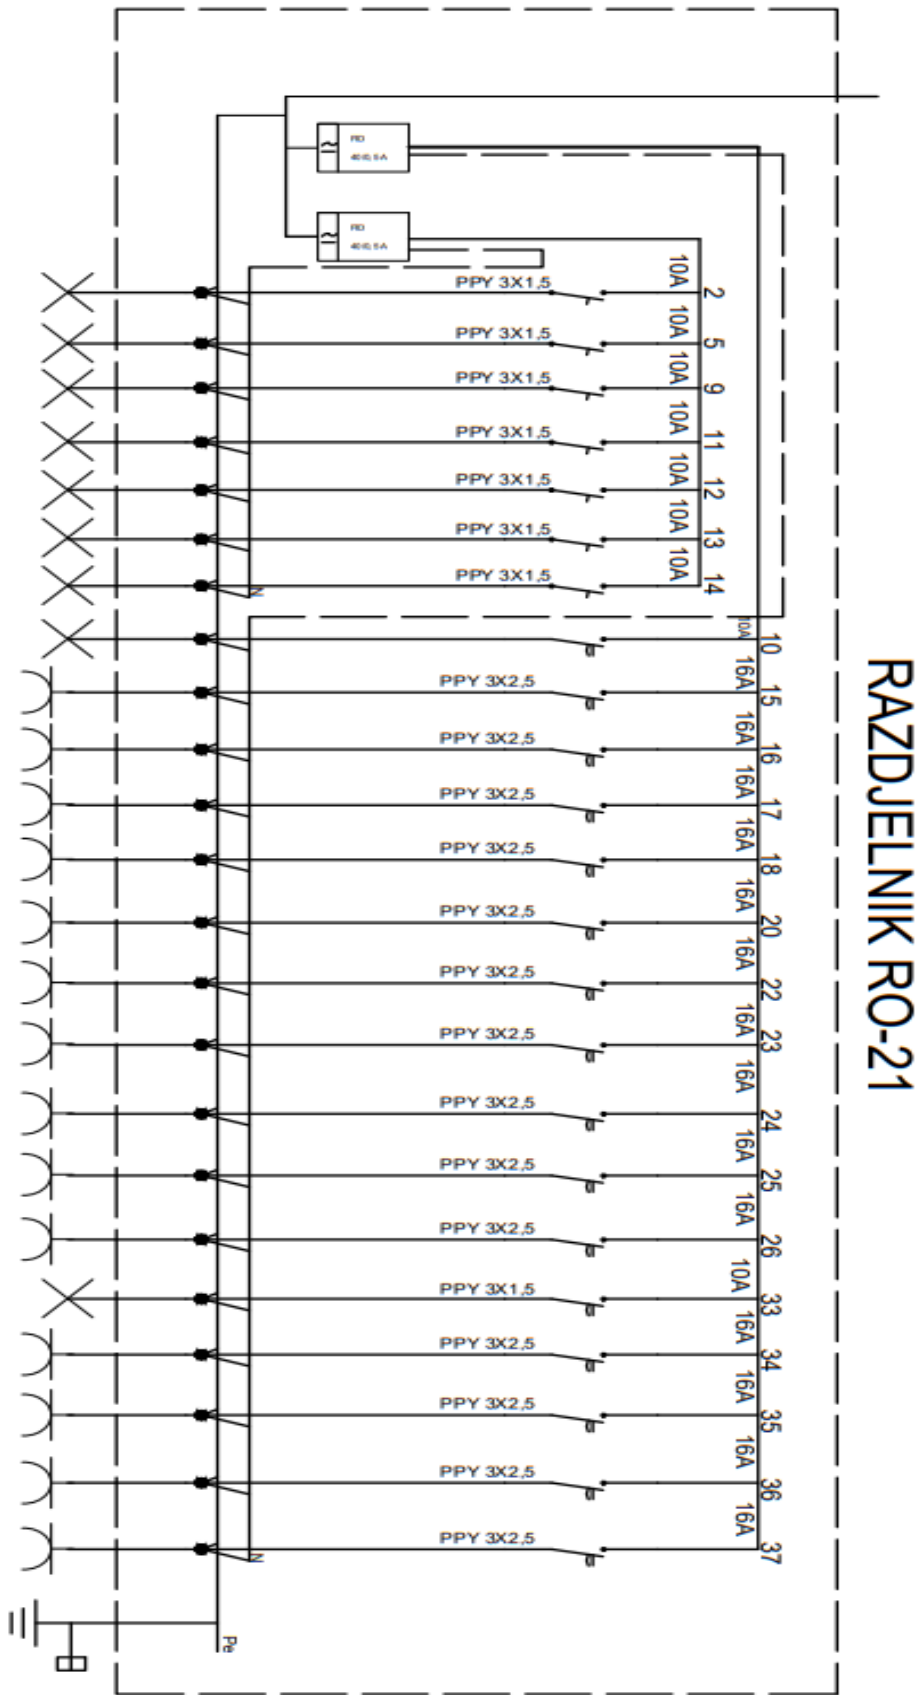 RAZDJELNIK RO-21
RD
40/0,5A
RD
40/0,5A
PPY 3X1,5 10A 2
PPY 3X1,5 10A 5
PPY 3X1,5 10A 9
PPY 3X1,5 10A 11
PPY 3X1,5 10A 12
PPY 3X1,5 10A 13
PPY 3X1,5 10A 14
N
10A 10
PPY 3X2,5 16A 15
PPY 3X2,5 16A 16
PPY 3X2,5 16A 17
PPY 3X2,5 16A 18
PPY 3X2,5 16A 20
PPY 3X2,5 16A 22
PPY 3X2,5 16A 23
PPY 3X2,5 16A 24
PPY 3X2,5 16A 25
PPY 3X2,5 16A 26
PPY 3X1,5 10A 33
PPY 3X2,5 16A 34
PPY 3X2,5 16A 35
PPY 3X2,5 16A 36
PPY 3X2,5 16A 37
N
Pe